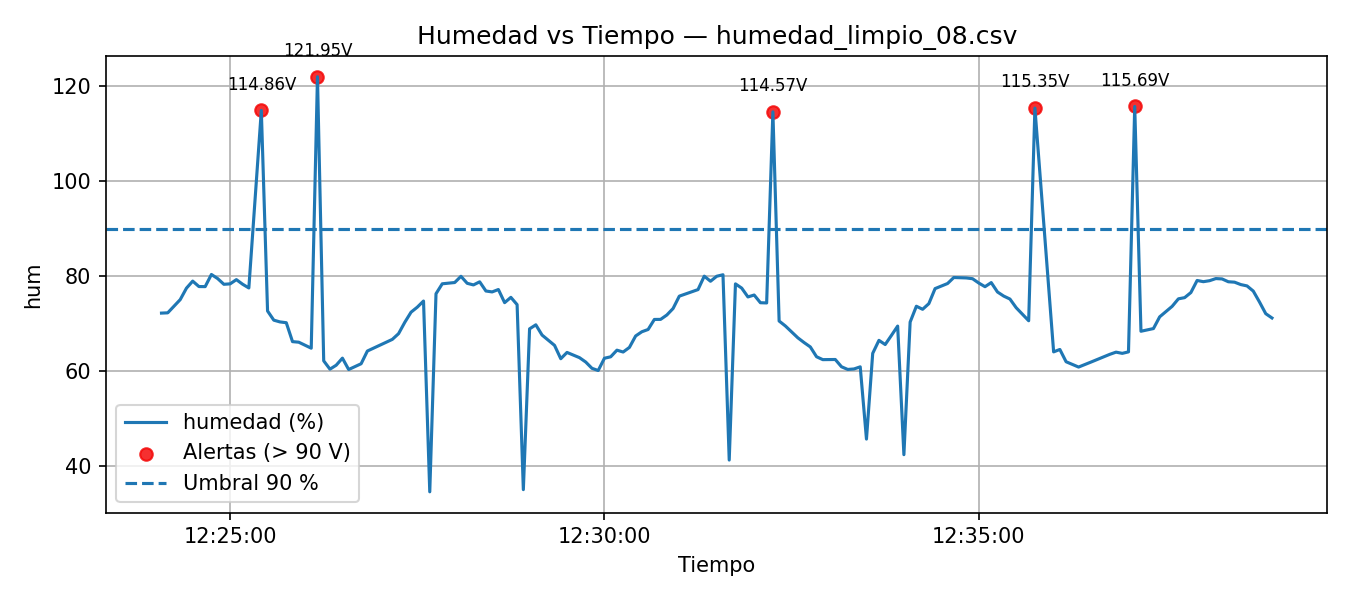 Humedad vs Tiempo — humedad_limpio_08.csv
121.95V
114.86V
114.57V
115.35V
115.69V
120
100
80
60
40
hum
humedad (%)
Alertas (> 90 V)
Umbral 90 %
12:25:00
12:30:00
12:35:00
Tiempo